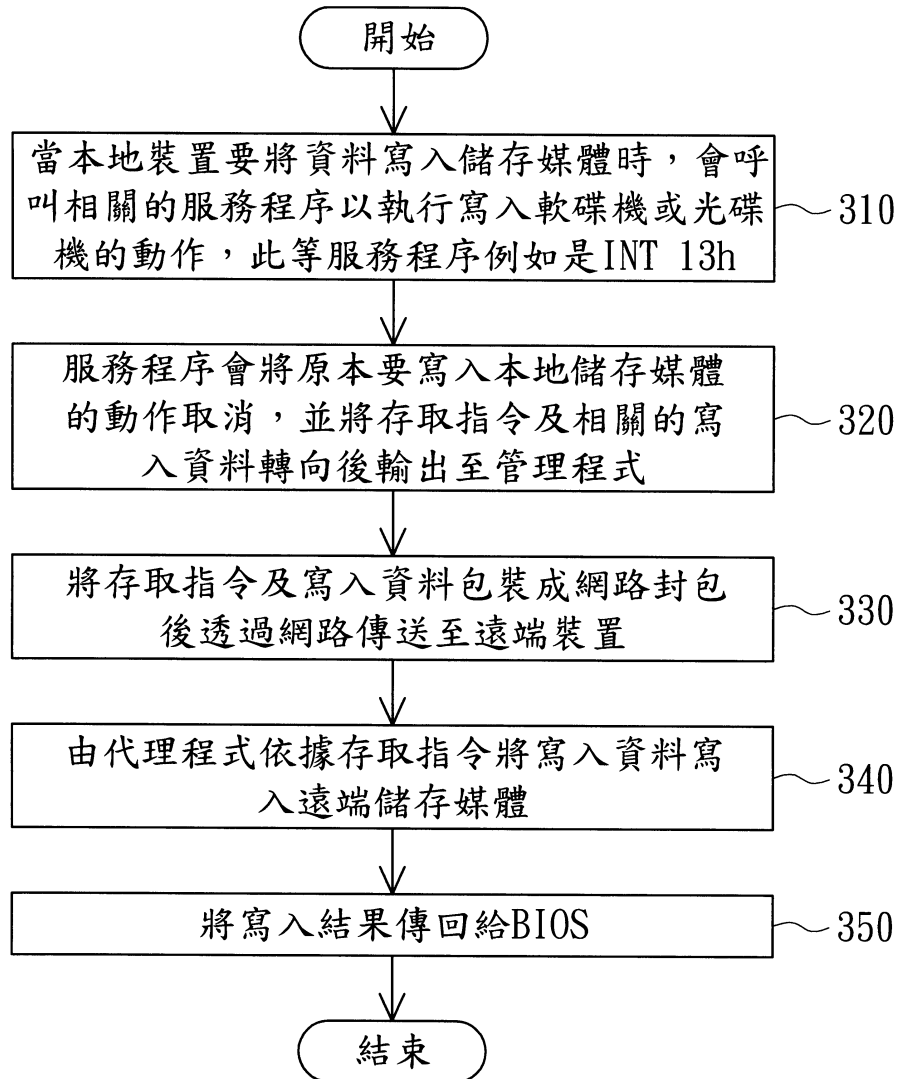 開始
當本地裝置要將資料寫入儲存媒體時，會呼
叫相關的服務程序以執行寫入軟碟機或光碟
機的動作，此等服務程序例如是INT 13h
310
服務程序會將原本要寫入本地儲存媒體
的動作取消，並將存取指令及相關的寫
入資料轉向後輸出至管理程式
320
將存取指令及寫入資料包裝成網路封包
後透過網路傳送至遠端裝置
330
由代理程式依據存取指令將寫入資料寫
入遠端儲存媒體
340
將寫入結果傳回給BIOS
350
結束